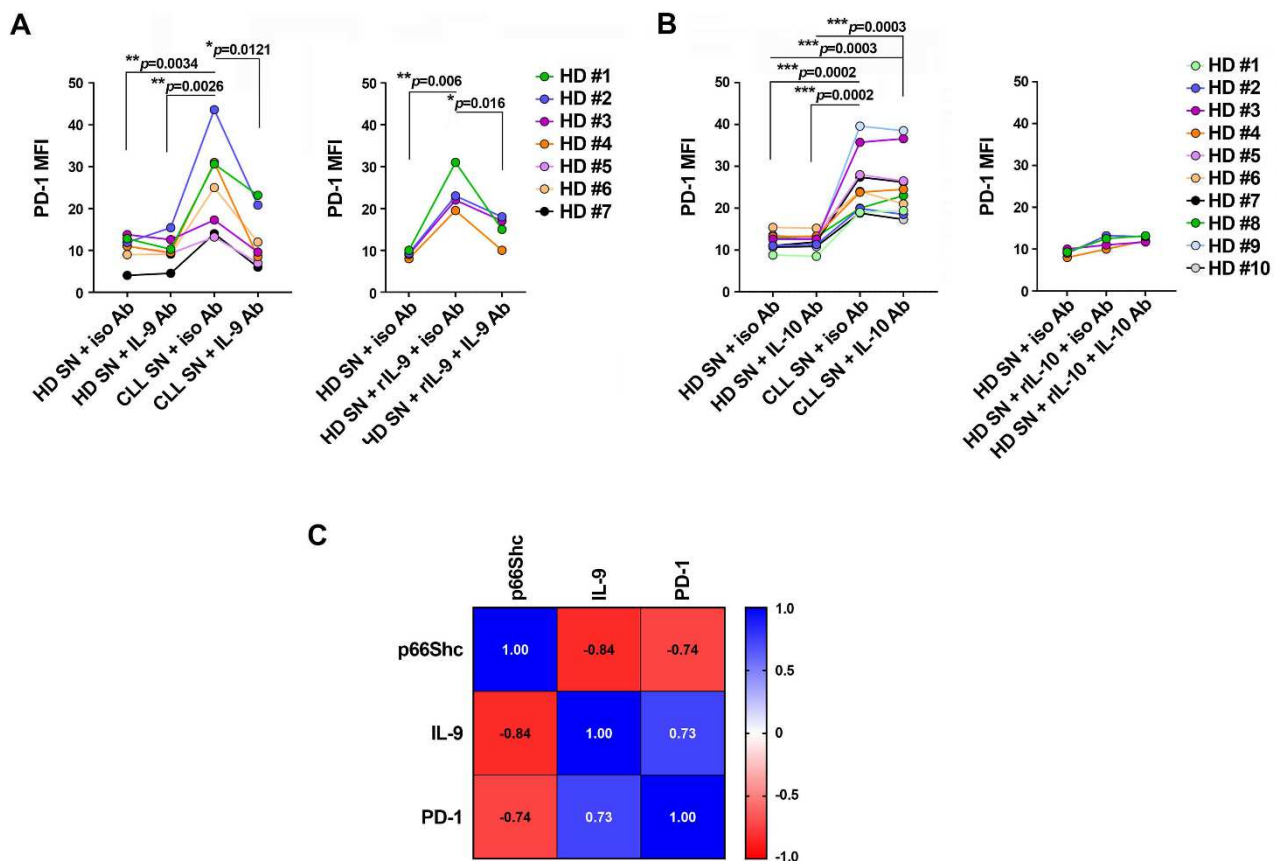 A
**p=0.0034
*p=0.0121
**p=0.0026
PD-1 MFI
50
40
30
20
10
0
HD SN + iso Ab
HD SN + IL-9 Ab
CLL SN + iso Ab
CLL SN + IL-9 Ab
**p=0.006
*p=0.016
PD-1 MFI
50
40
30
20
10
0
HD SN + iso Ab
HD SN + rIL-9 + iso Ab
HD SN + rIL-9 + IL-9 Ab
HD #1
HD #2
HD #3
HD #4
HD #5
HD #6
HD #7
B
***p=0.0003
***p=0.0003
***p=0.0002
***p=0.0002
PD-1 MFI
50
40
30
20
10
0
HD SN + iso Ab
HD SN + IL-10 Ab
CLL SN + iso Ab
CLL SN + IL-10 Ab
PD-1 MFI
50
40
30
20
10
0
HD SN + iso Ab
HD SN + rIL-10 + iso Ab
HD SN + rIL-10 + IL-10 Ab
HD #1
HD #2
HD #3
HD #4
HD #5
HD #6
HD #7
HD #8
HD #9
HD #10
C
p66Shc
IL-9
PD-1
p66Shc
1.00
-0.84
-0.74
IL-9
-0.84
1.00
0.73
PD-1
-0.74
0.73
1.00
1.0
0.5
0
-0.5
-1.0